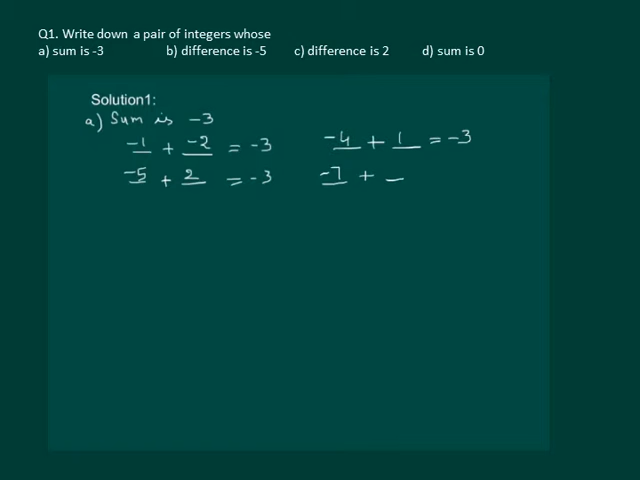 Q1. Write down a pair of integers whose
a) sum is -3 b) difference is -5 c) difference is 2 d) sum is 0
Solution1:
a) Sum is -3
-1 + -2 = -3 -4 + 1 = -3
-5 + 2 = -3 -7 + _